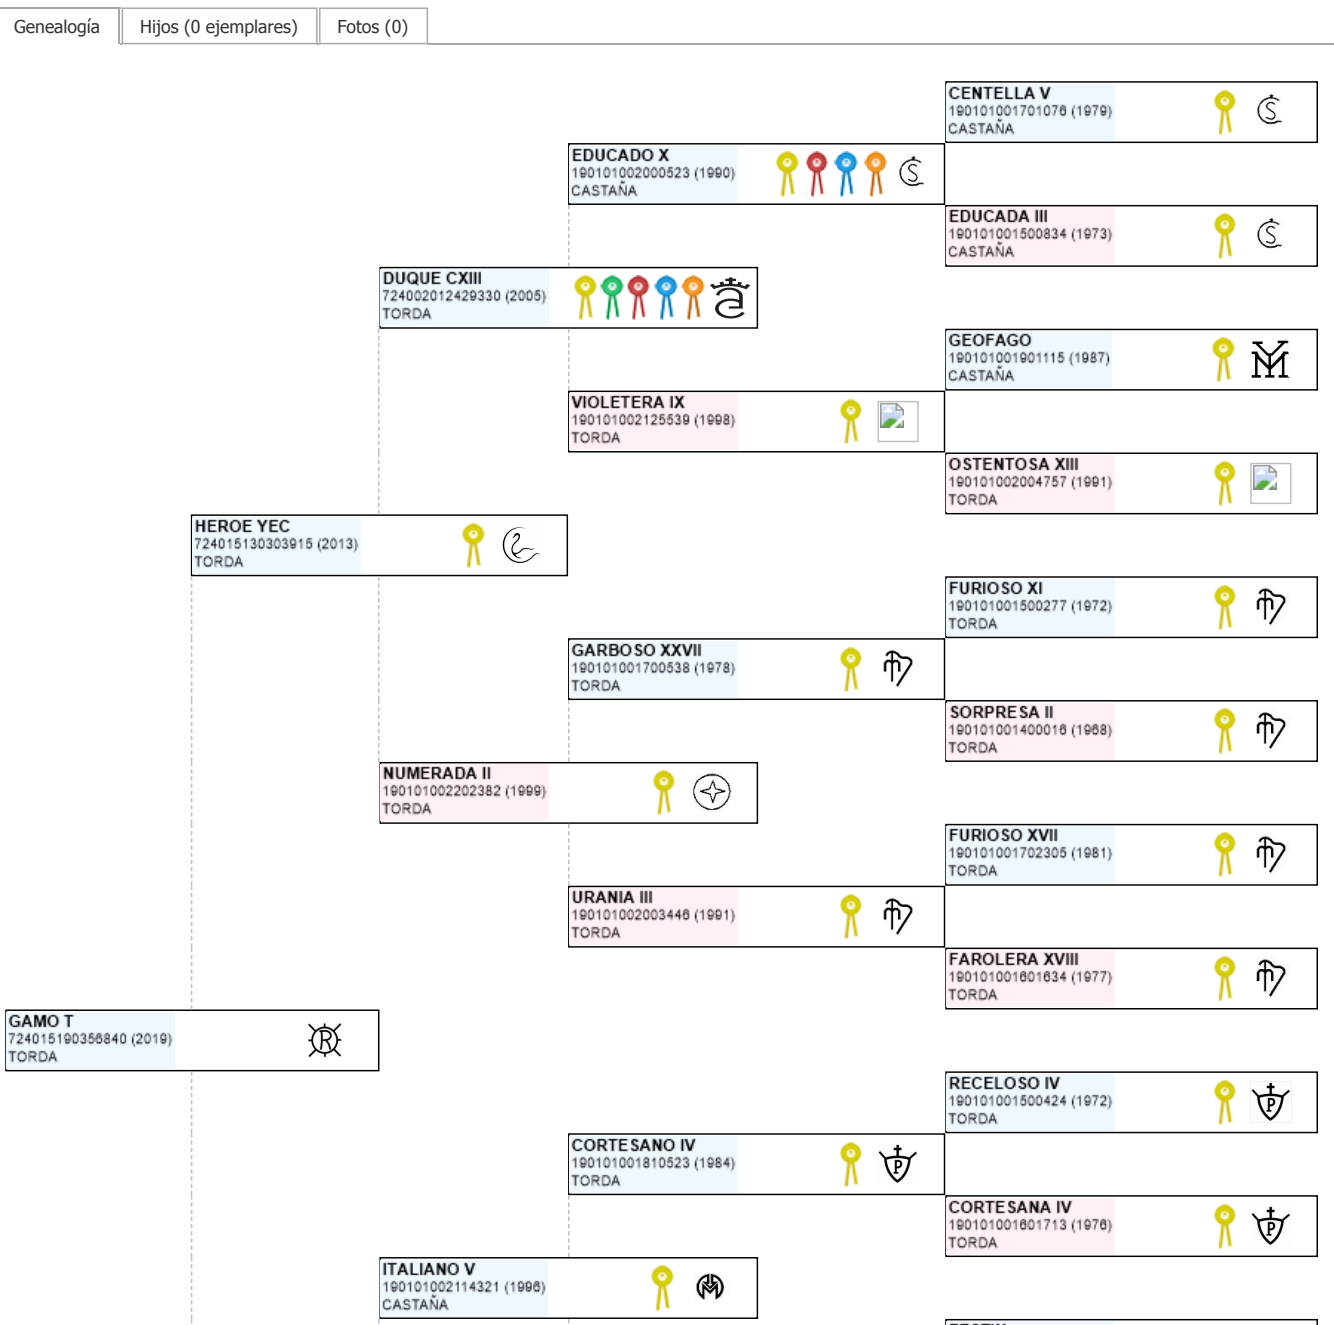 Genealogía
Hijos (0 ejemplares)
Fotos (0)
CENTELLA V
190101001701076 (1979)
CASTAÑA
EDUCADO X
190101002000523 (1990)
CASTAÑA
EDUCADA III
190101001500834 (1973)
CASTAÑA
DUQUE CXIII
724002012429330 (2005)
TORDA
GEOFAGO
190101001901115 (1987)
CASTAÑA
VIOLETERA IX
190101002125539 (1998)
TORDA
OSTENTOSA XIII
190101002004757 (1991)
TORDA
HEROE YEC
724015130303915 (2013)
TORDA
FURIOSO XI
190101001500277 (1972)
TORDA
GARBOSO XXVII
190101001700538 (1978)
TORDA
SORPRESA II
190101001400016 (1968)
TORDA
NUMERADA II
190101002202382 (1999)
TORDA
FURIOSO XVII
190101001702305 (1981)
TORDA
URANIA III
190101002003446 (1991)
TORDA
FAROLERA XVIII
190101001601634 (1977)
TORDA
GAMO T
724015190356840 (2019)
TORDA
RECELOSO IV
190101001500424 (1972)
TORDA
CORTESANO IV
190101001810523 (1984)
TORDA
CORTESANA IV
190101001601713 (1976)
TORDA
ITALIANO V
190101002114321 (1996)
CASTAÑA